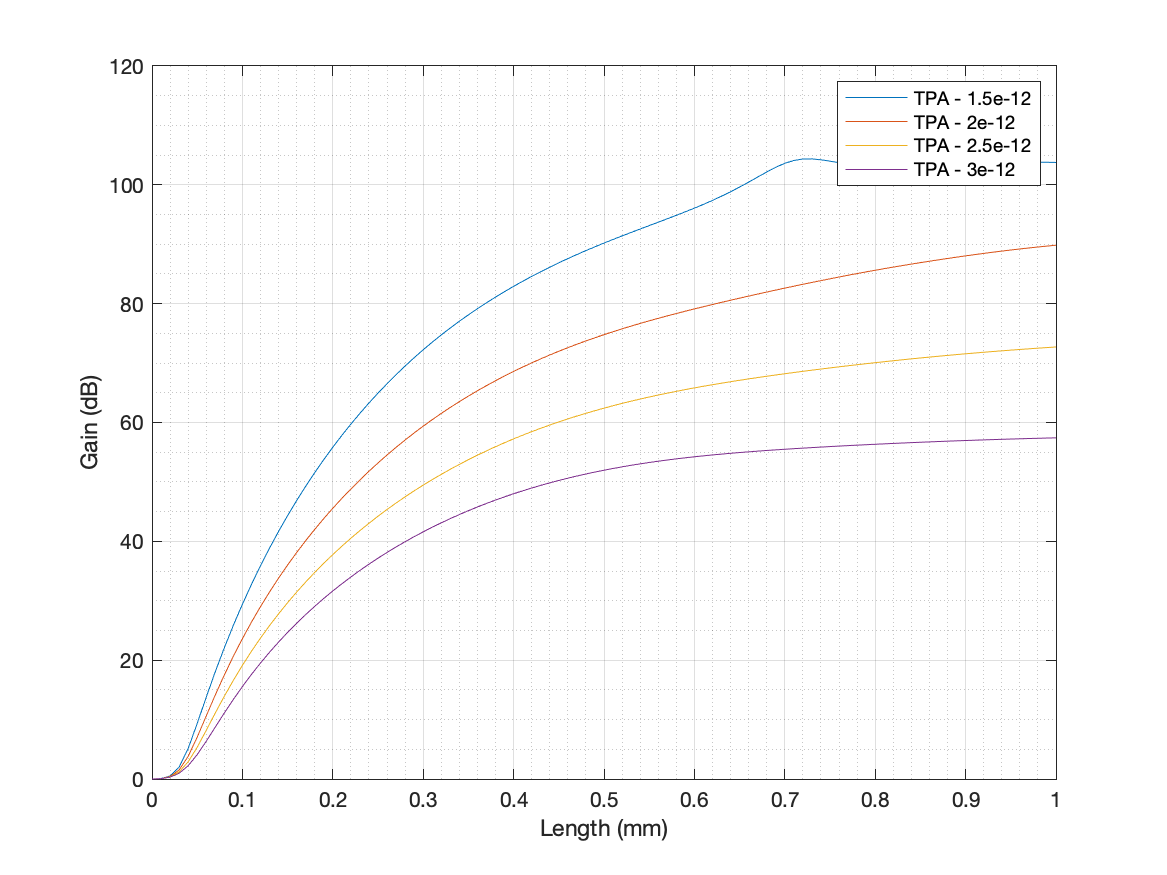 120
100
80
60
40
20
0
Gain (dB)
TPA - 1.5e-12
TPA - 2e-12
TPA - 2.5e-12
TPA - 3e-12
0 0.1 0.2 0.3 0.4 0.5 0.6 0.7 0.8 0.9 1
Length (mm)